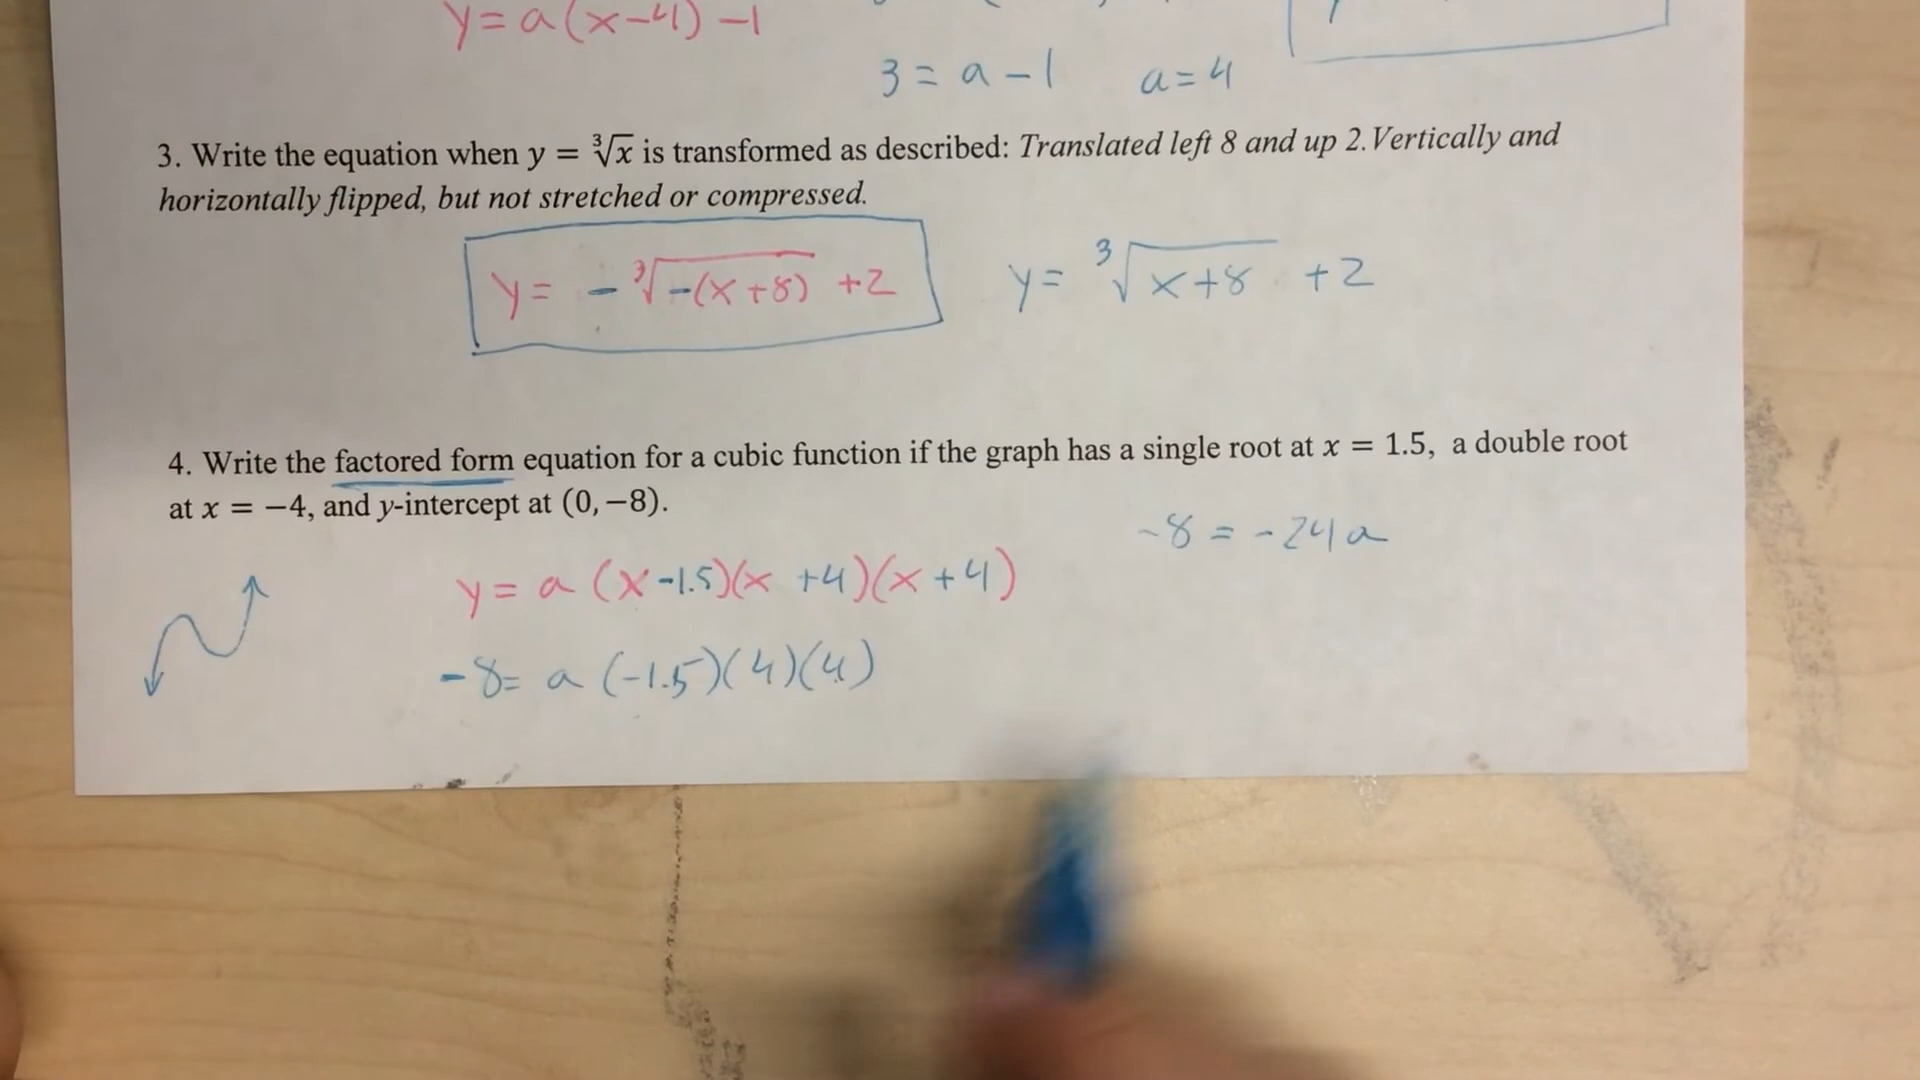 y = a(x-4) -1
3 = a - 1    a = 4
3. Write the equation when y = ∛x is transformed as described: Translated left 8 and up 2. Vertically and
horizontally flipped, but not stretched or compressed.
y = - ∛-(x+8) +2    y = ∛x+8 +2
4. Write the factored form equation for a cubic function if the graph has a single root at x = 1.5, a double root
at x = −4, and y-intercept at (0, −8).
-8 = -24a
y = a (x-1.5)(x+4)(x+4)
-8 = a (-1.5)(4)(4)